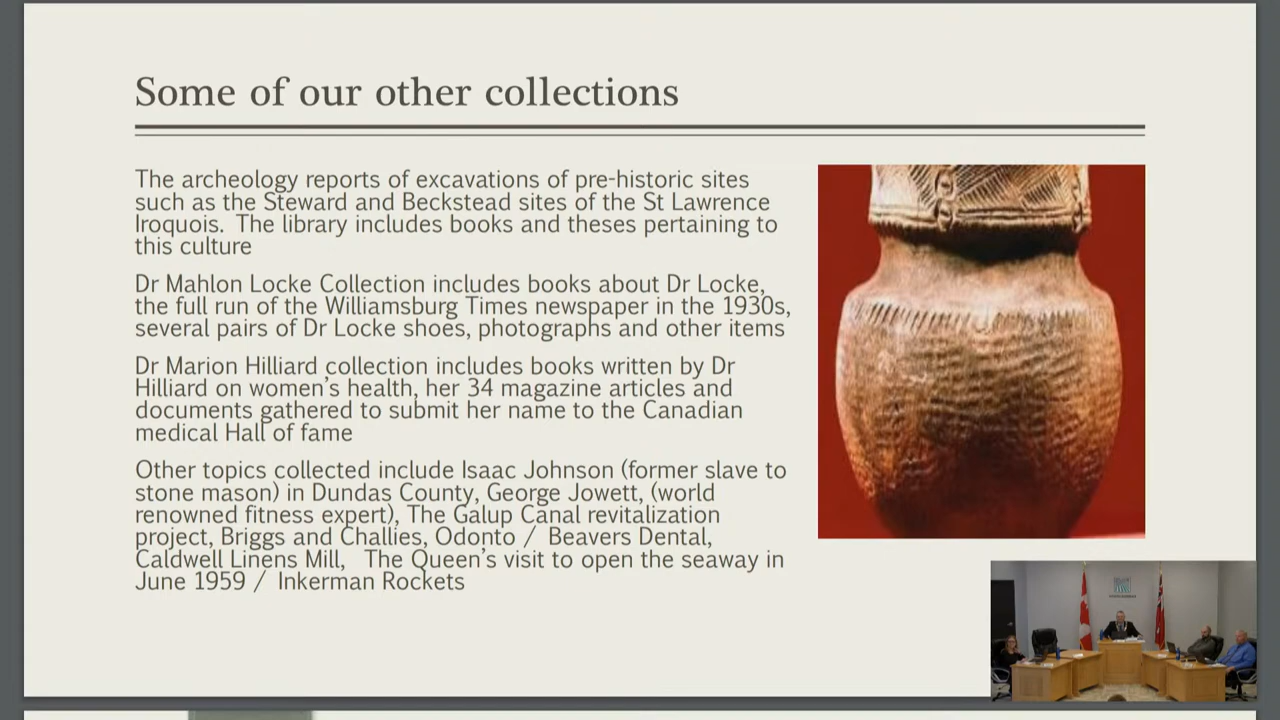 Some of our other collections
The archeology reports of excavations of pre-historic sites
such as the Steward and Beckstead sites of the St Lawrence
Iroquois.  The library includes books and theses pertaining to
this culture
Dr Mahlon Locke Collection includes books about Dr Locke,
the full run of the Williamsburg Times newspaper in the 1930s,
several pairs of Dr Locke shoes, photographs and other items
Dr Marion Hilliard collection includes books written by Dr
Hilliard on women's health, her 34 magazine articles and
documents gathered to submit her name to the Canadian
medical Hall of fame
Other topics collected include Isaac Johnson (former slave to
stone mason) in Dundas County, George Jowett, (world
renowned fitness expert), The Galup Canal revitalization
project, Briggs and Challies, Odonto /  Beavers Dental,
Caldwell Linens Mill,   The Queen's visit to open the seaway in
June 1959 /  Inkerman Rockets